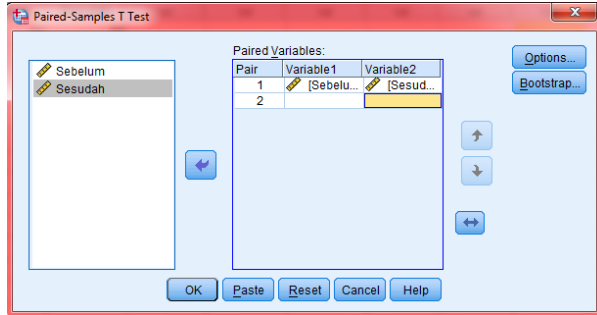 Paired-Samples T Test
Paired Variables:
Sebelum
Sesudah
Pair Variable1 Variable2
1 [Sebelu... [Sesud...
2
Options...
Bootstrap...
OK Paste Reset Cancel Help